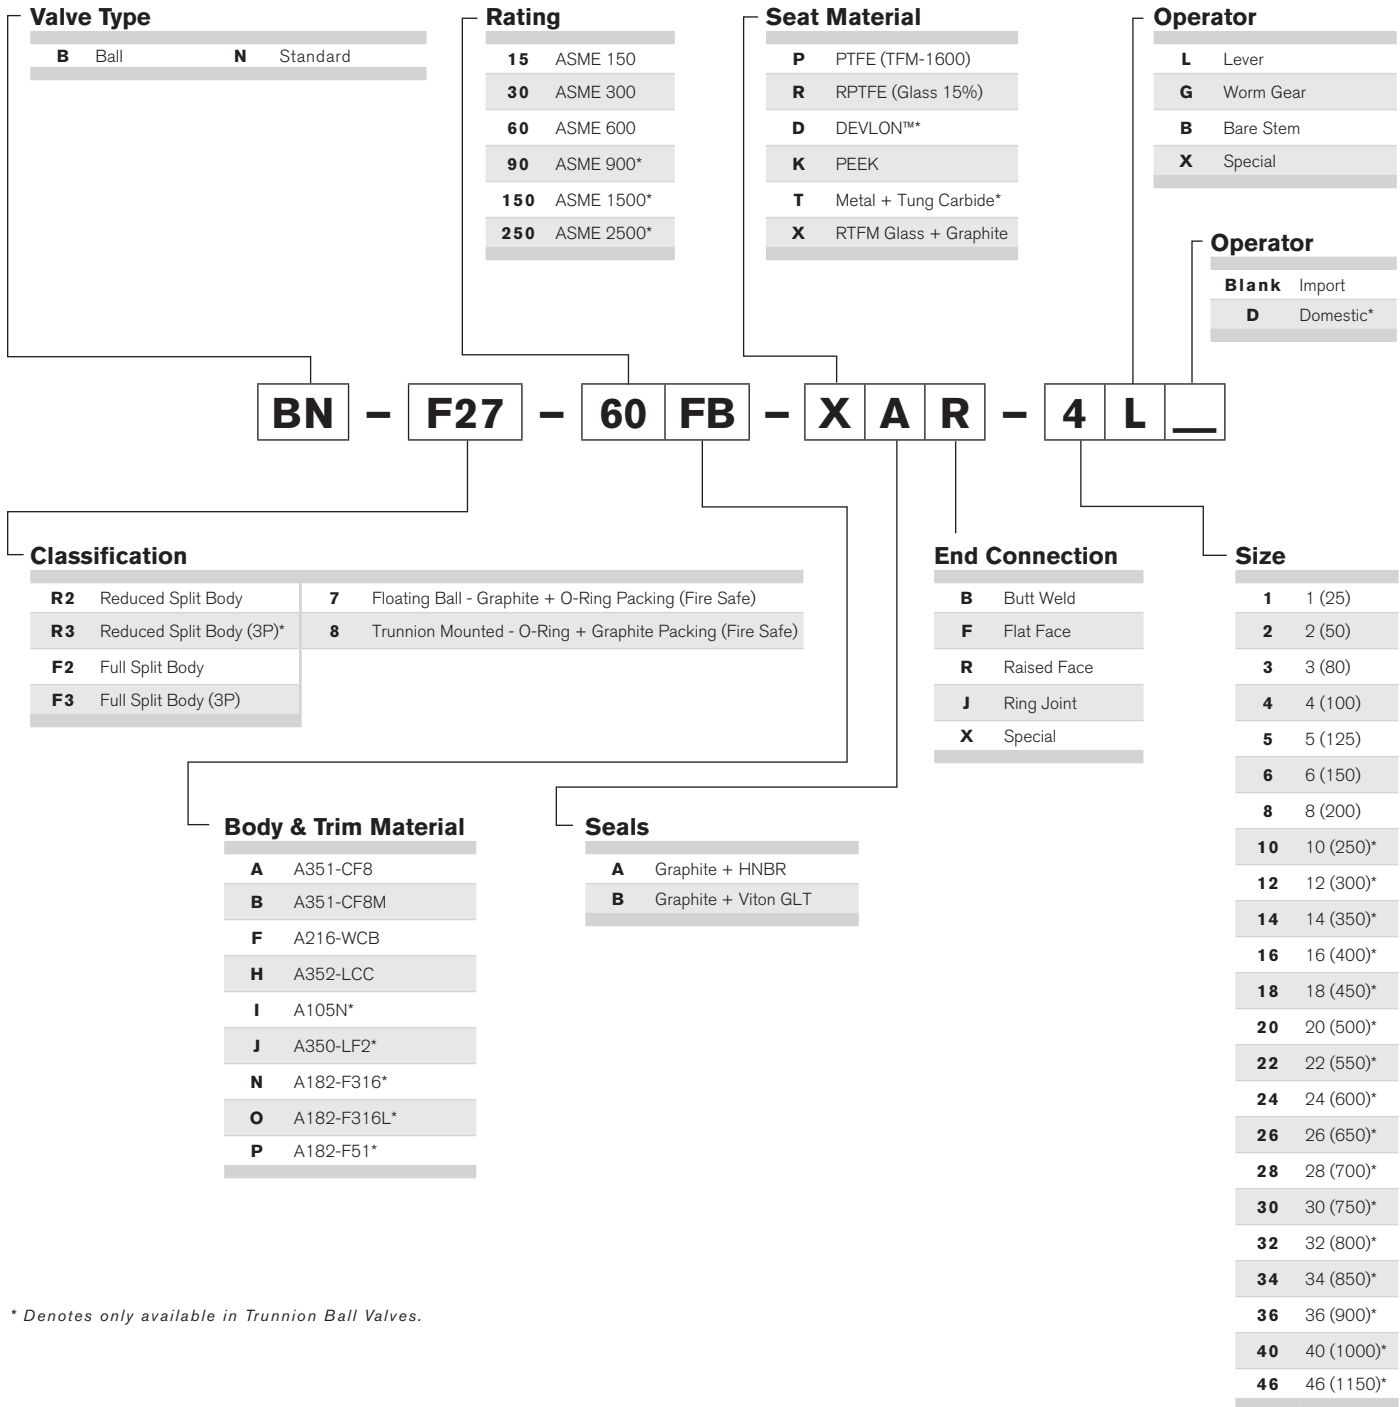 Valve Type
B Ball N Standard
Rating
15 ASME 150
30 ASME 300
60 ASME 600
90 ASME 900*
150 ASME 1500*
250 ASME 2500*
Seat Material
P PTFE (TFM-1600)
R RPTFE (Glass 15%)
D DEVLON™*
K PEEK
T Metal + Tung Carbide*
X RTFM Glass + Graphite
Operator
L Lever
G Worm Gear
B Bare Stem
X Special
Operator
Blank Import
D Domestic*
BN – F27 – 60 FB – X A R – 4 L __
Classification
R2 Reduced Split Body 7 Floating Ball - Graphite + O-Ring Packing (Fire Safe)
R3 Reduced Split Body (3P)* 8 Trunnion Mounted - O-Ring + Graphite Packing (Fire Safe)
F2 Full Split Body
F3 Full Split Body (3P)
End Connection
B Butt Weld
F Flat Face
R Raised Face
J Ring Joint
X Special
Size
1 1 (25)
2 2 (50)
3 3 (80)
4 4 (100)
5 5 (125)
6 6 (150)
8 8 (200)
10 10 (250)*
12 12 (300)*
14 14 (350)*
16 16 (400)*
18 18 (450)*
20 20 (500)*
22 22 (550)*
24 24 (600)*
26 26 (650)*
28 28 (700)*
30 30 (750)*
32 32 (800)*
34 34 (850)*
36 36 (900)*
40 40 (1000)*
46 46 (1150)*
Body & Trim Material
A A351-CF8
B A351-CF8M
F A216-WCB
H A352-LCC
I A105N*
J A350-LF2*
N A182-F316*
O A182-F316L*
P A182-F51*
Seals
A Graphite + HNBR
B Graphite + Viton GLT
* Denotes only available in Trunnion Ball Valves.